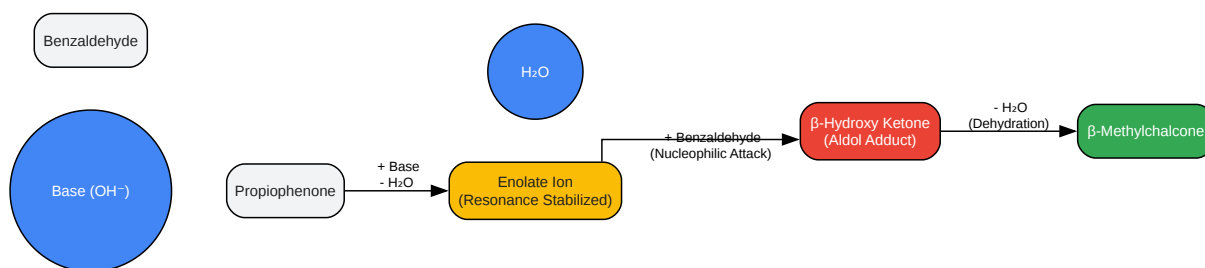 Benzaldehyde
Base (OH⁻)
Propiophenone
+ Base
- H₂O
H₂O
Enolate Ion
(Resonance Stabilized)
+ Benzaldehyde
(Nucleophilic Attack)
β-Hydroxy Ketone
(Aldol Adduct)
- H₂O
(Dehydration)
β-Methylchalcone